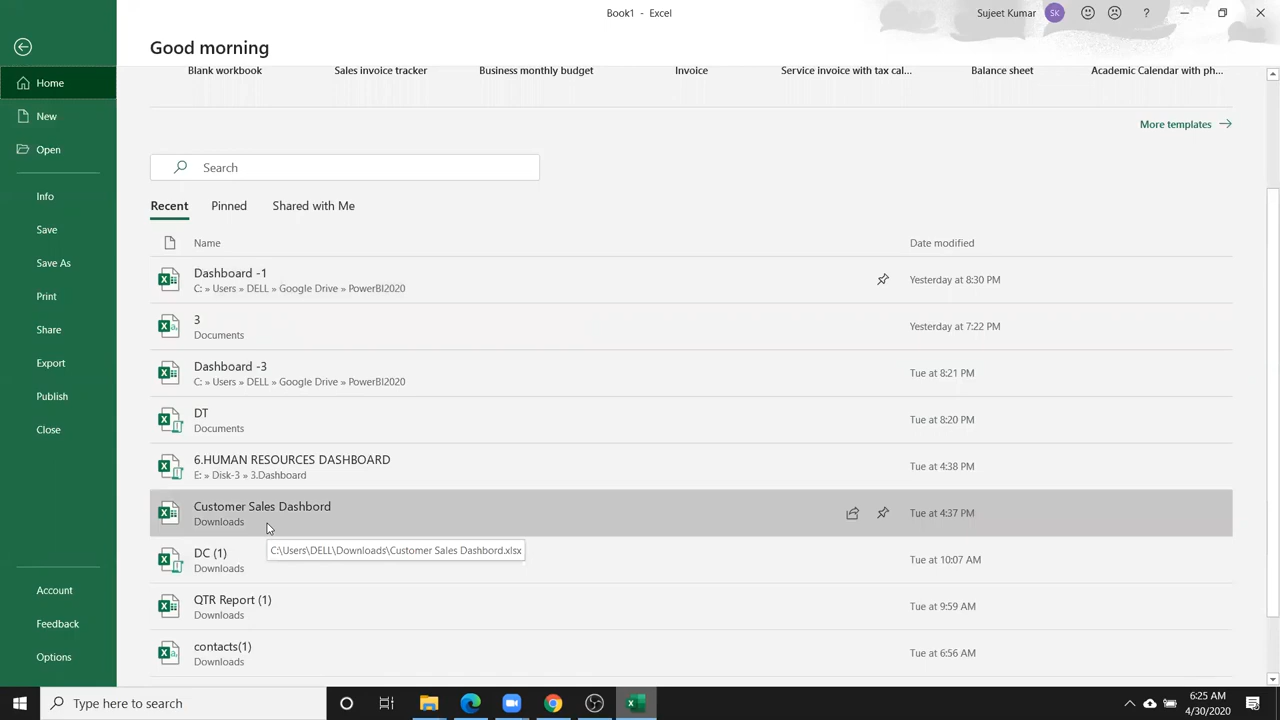 Book1 - Excel
Sujeet Kumar SK ?
Good morning
Home
New
Open
Info
Save
Save As
Print
Share
Export
Publish
Close
Account
Feedback
Options
Blank workbook Sales invoice tracker Business monthly budget Invoice Service invoice with tax cal... Balance sheet Academic Calendar with ph...
More templates
Search
Recent Pinned Shared with Me
Name Date modified
Dashboard -1
C: » Users » DELL » Google Drive » PowerBI2020
Yesterday at 8:30 PM
3
Documents
Yesterday at 7:22 PM
Dashboard -3
C: » Users » DELL » Google Drive » PowerBI2020
Tue at 8:21 PM
DT
Documents
Tue at 8:20 PM
6.HUMAN RESOURCES DASHBOARD
E: » Disk-3 » 3.Dashboard
Tue at 4:38 PM
Customer Sales Dashbord
Downloads
Tue at 4:37 PM
C:\Users\DELL\Downloads\Customer Sales Dashbord.xlsx
DC (1)
Downloads
Tue at 10:07 AM
QTR Report (1)
Downloads
Tue at 9:59 AM
contacts(1)
Downloads
Tue at 6:56 AM
Type here to search
6:25 AM
4/30/2020